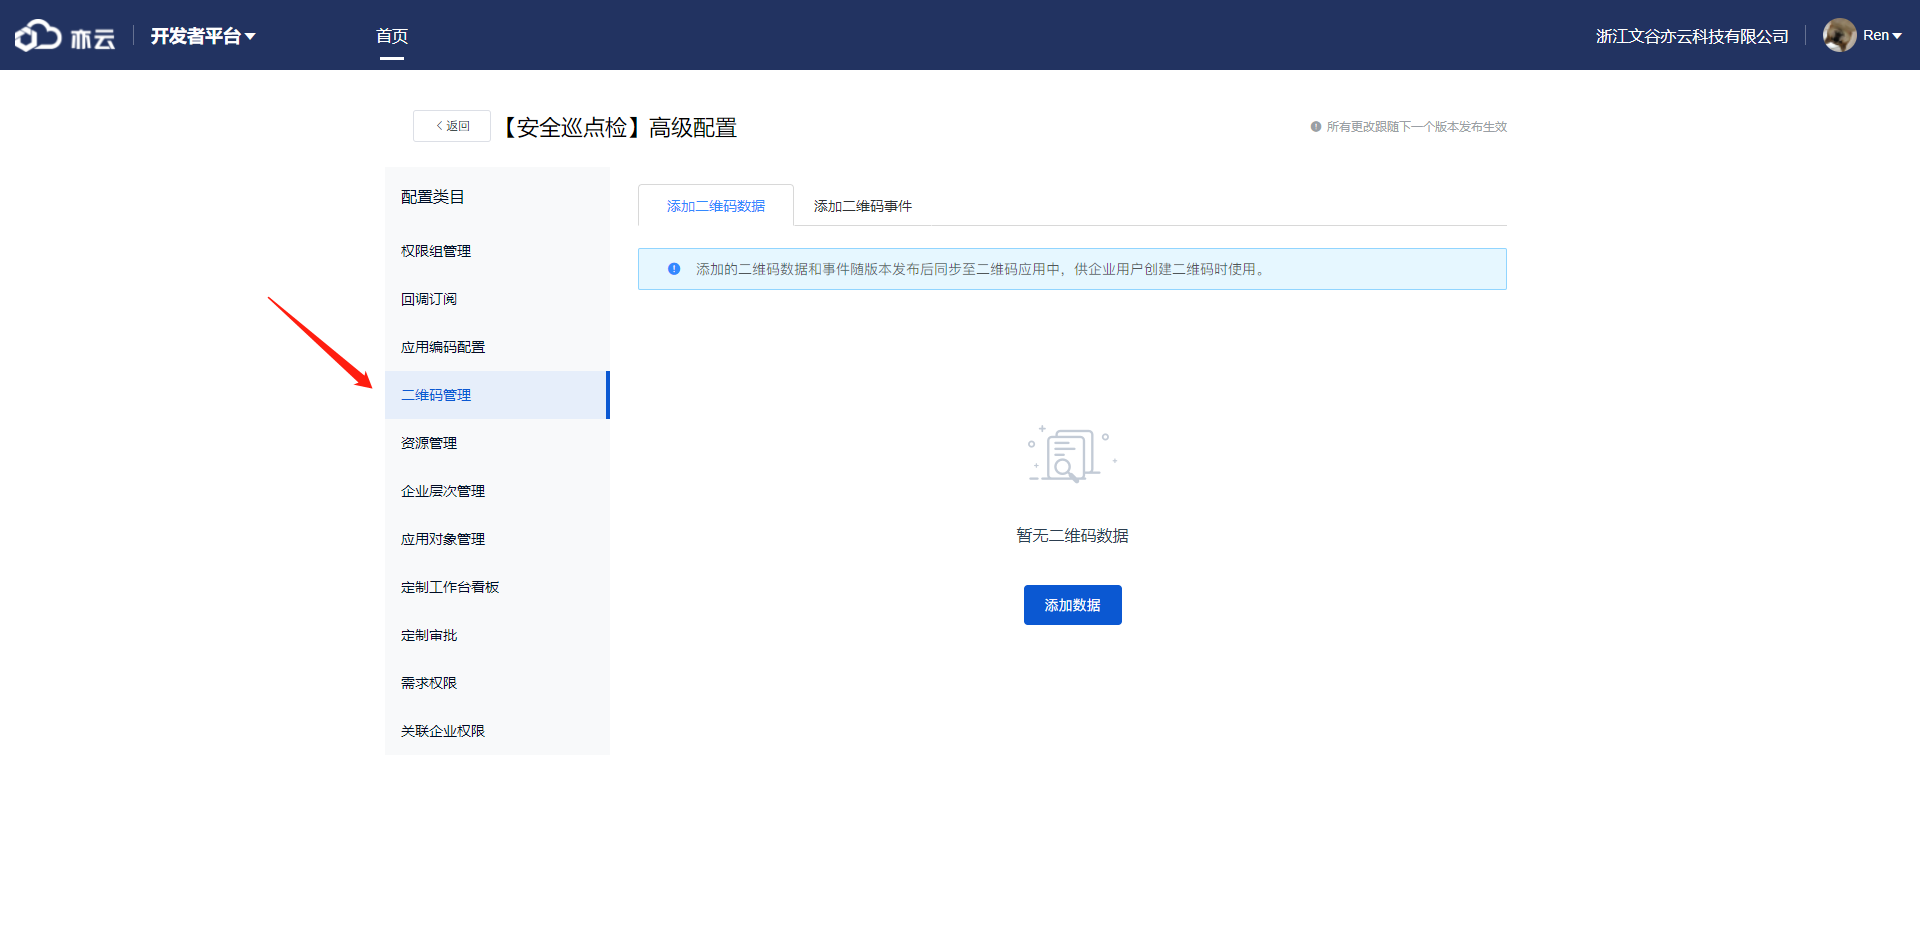 亦云
开发者平台
首页
浙江文谷亦云科技有限公司
Ren
返回
【安全巡点检】高级配置
所有更改跟随下一个版本发布生效
配置类目
权限组管理
回调订阅
应用编码配置
二维码管理
资源管理
企业层次管理
应用对象管理
定制工作台看板
定制审批
需求权限
关联企业权限
添加二维码数据
添加二维码事件
添加的二维码数据和事件随版本发布后同步至二维码应用中，供企业用户创建二维码时使用。
暂无二维码数据
添加数据